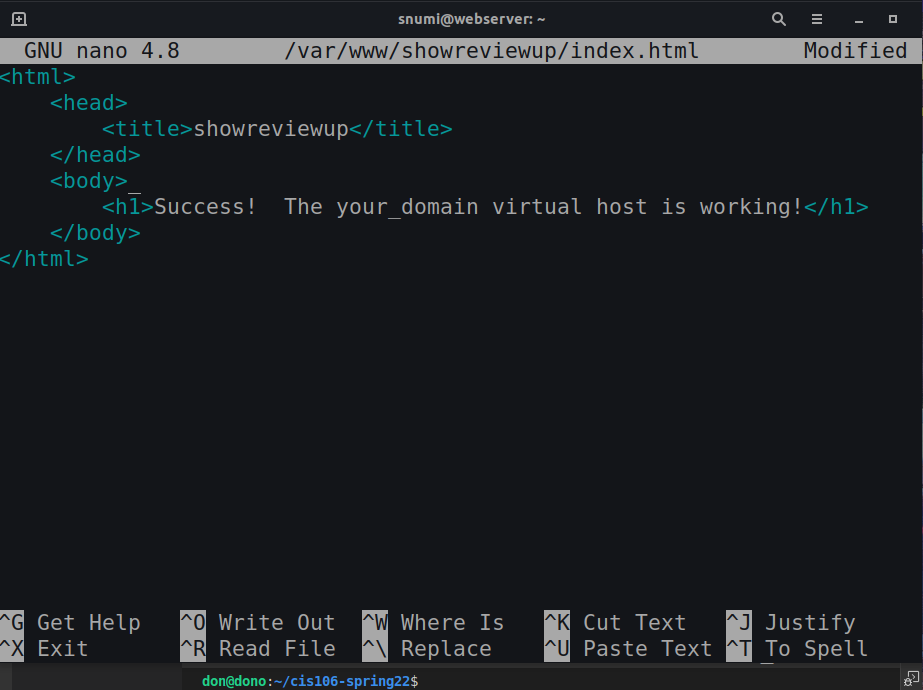 snumi@webserver: ~
GNU nano 4.8 /var/www/showreviewup/index.html Modified
<html>
    <head>
        <title>showreviewup</title>
    </head>
    <body>
        <h1>Success!  The your_domain virtual host is working!</h1>
    </body>
</html>
^G Get Help ^O Write Out ^W Where Is ^K Cut Text ^J Justify
^X Exit ^R Read File ^\ Replace ^U Paste Text ^T To Spell
don@dono:~/cis106-spring22$